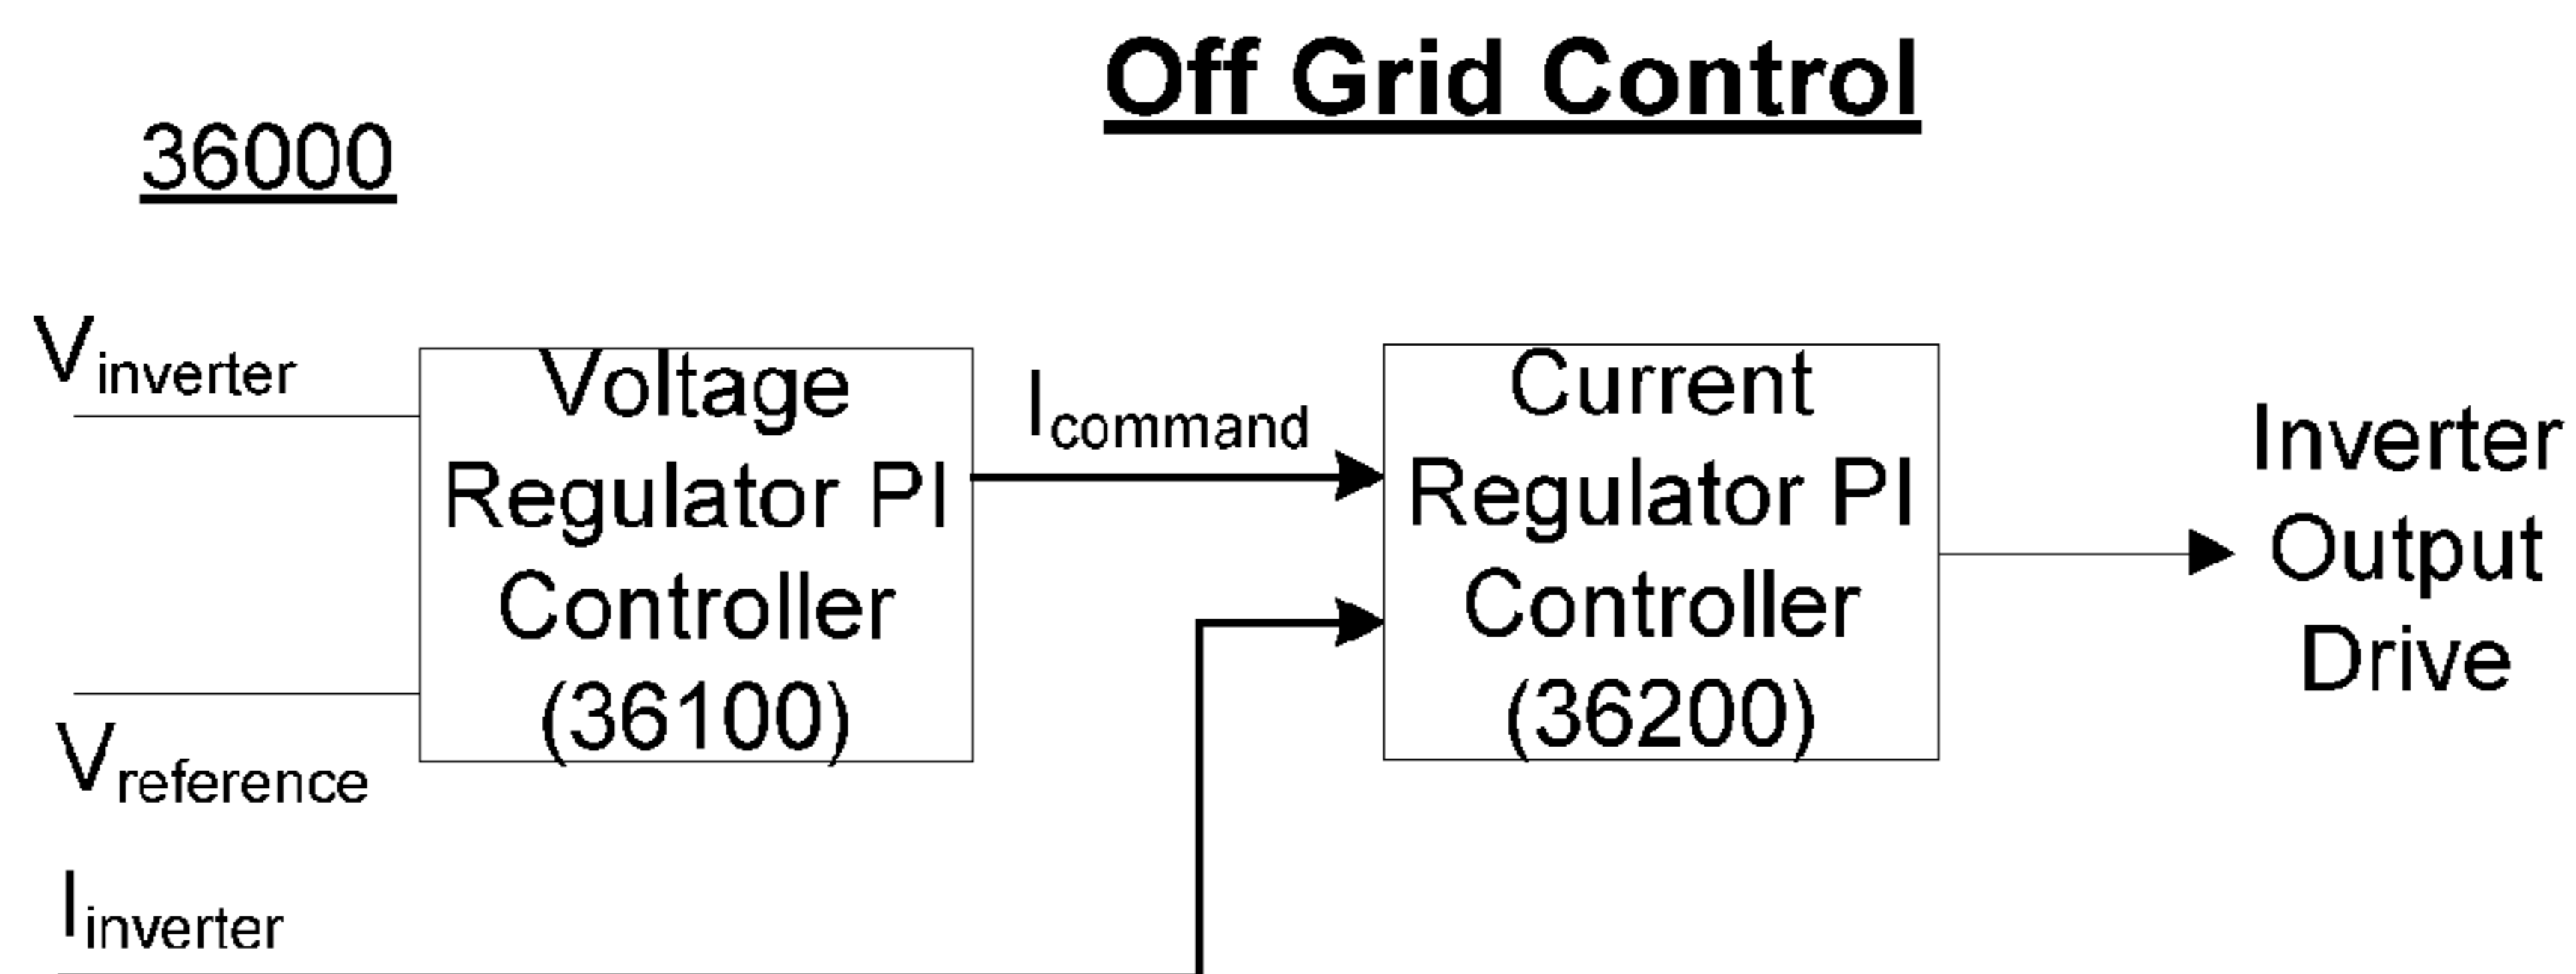 Off Grid Control
36000
Vinverter
Voltage
Regulator PI
Controller
(36100)
Vreference
Iinverter
Icommand
Current
Regulator PI
Controller
(36200)
Inverter
Output
Drive